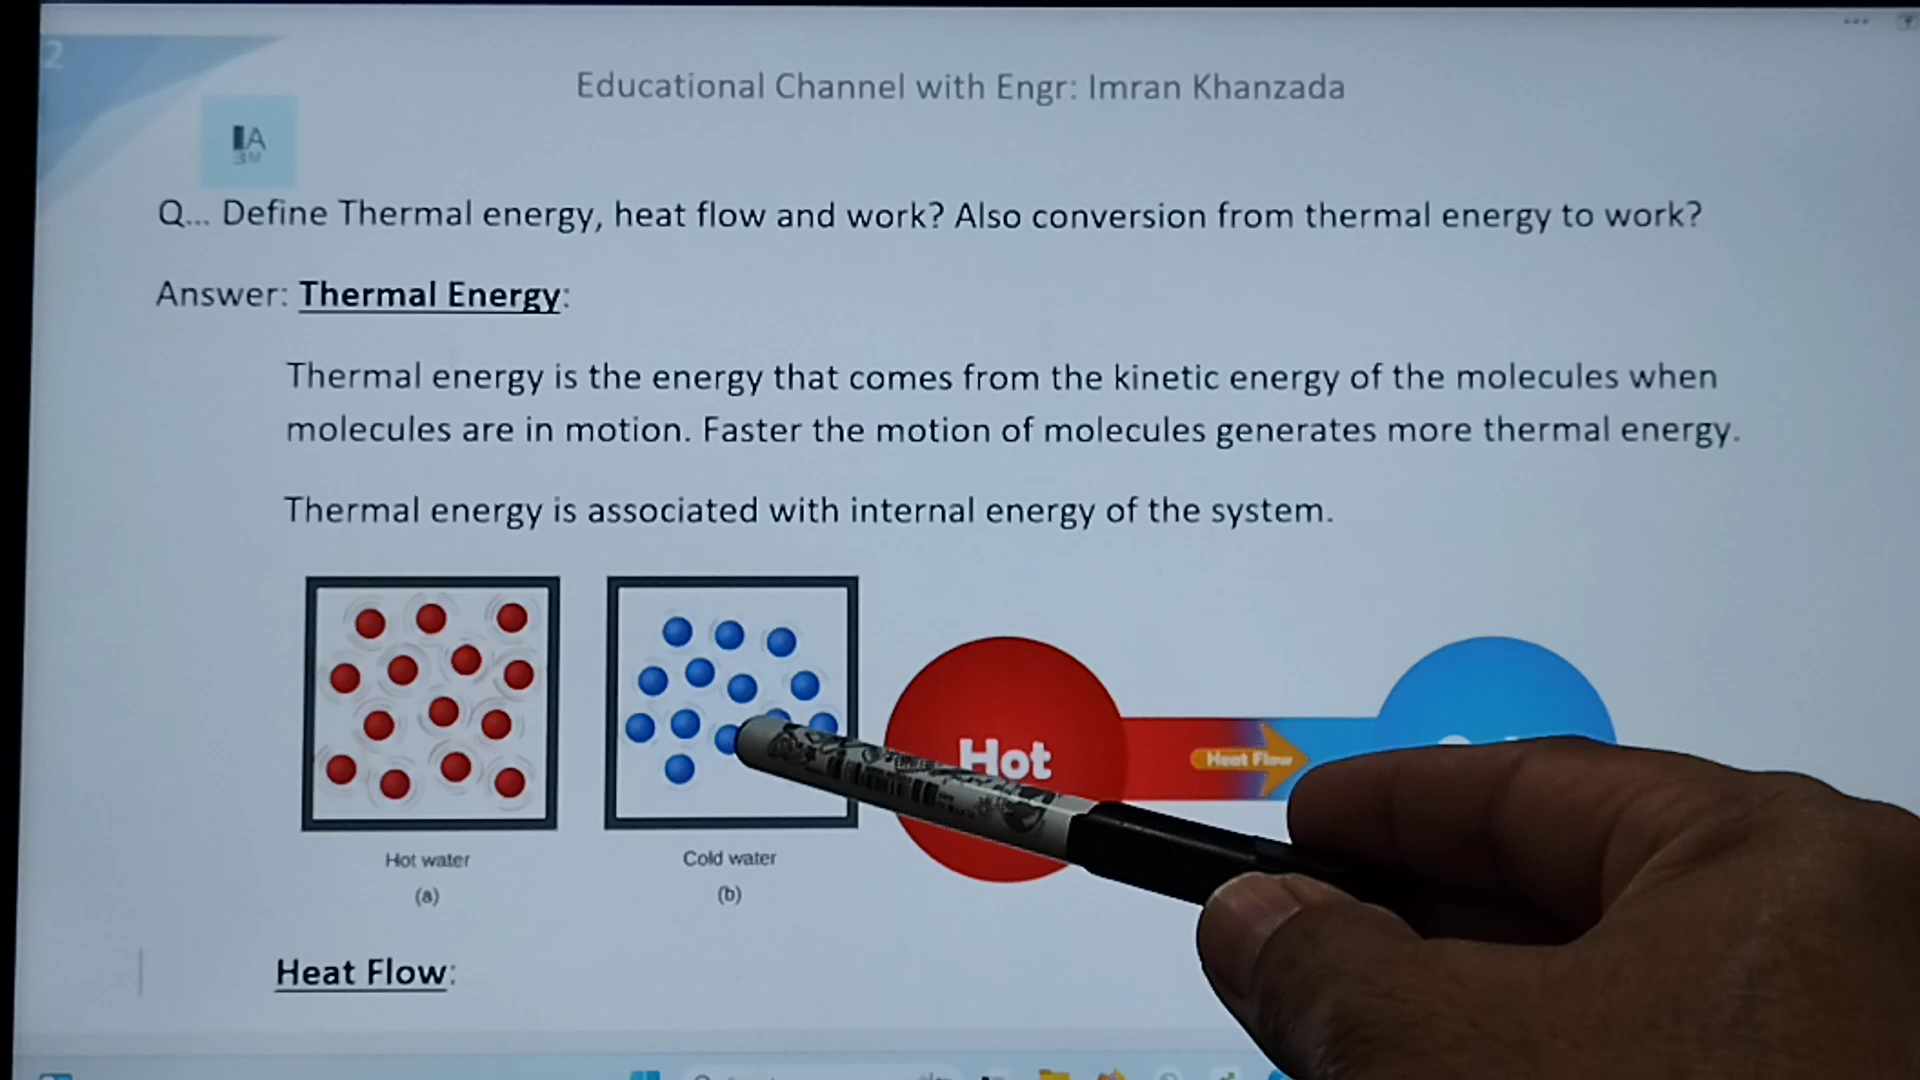 2
Educational Channel with Engr: Imran Khanzada
Q... Define Thermal energy, heat flow and work? Also conversion from thermal energy to work?
Answer: Thermal Energy:
Thermal energy is the energy that comes from the kinetic energy of the molecules when
molecules are in motion. Faster the motion of molecules generates more thermal energy.
Thermal energy is associated with internal energy of the system.
Hot
Heat Flow
Hot water
Cold water
(a)
(b)
Heat Flow: